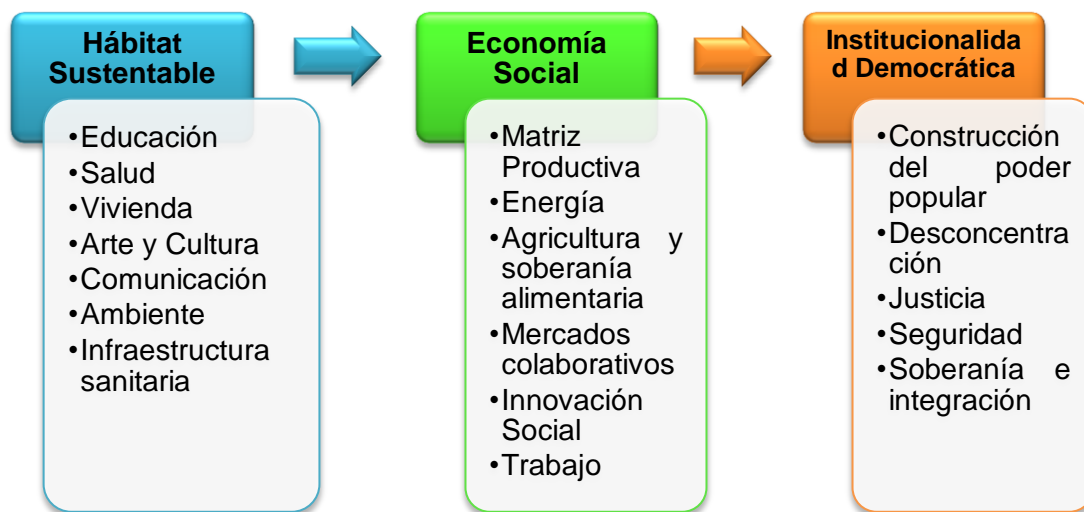 Hábitat
Sustentable
•Educación
•Salud
•Vivienda
•Arte y Cultura
•Comunicación
•Ambiente
•Infraestructura
sanitaria
Economía
Social
•Matriz
Productiva
•Energía
•Agricultura y
soberanía
alimentaria
•Mercados
colaborativos
•Innovación
Social
•Trabajo
Institucionalida
d Democrática
•Construcción
del poder
popular
•Desconcentra
ción
•Justicia
•Seguridad
•Soberanía e
integración